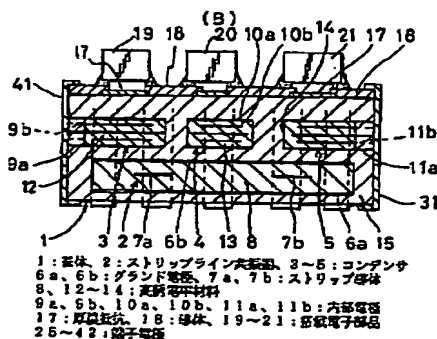 (B)
19 20 10a 10b 14 21 17
17 18 18
41
9b 11b
9a 11a
12 31
1 3 2 7a 6b 4 13 8 7b 5 6a 15
1:基体、2:ストリップライン共振器、3~5:コンデンサ
6a、6b:グランド電極、7a、7b:ストリップ導体
8、12~14:高誘電率材料
9a、9b、10a、10b、11a、11b:内部電極
17:厚膜抵抗、18:導体、19~21:搭載電子部品
25~42:端子電極